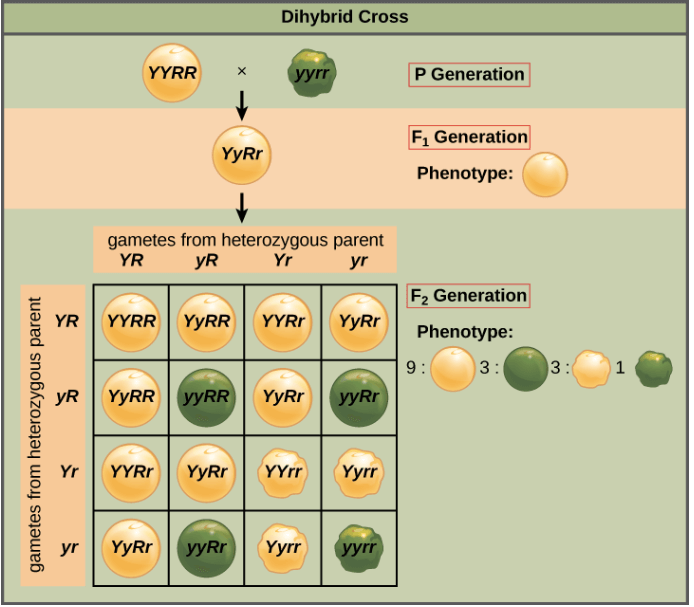 Dihybrid Cross
YYRR × yyrr P Generation
YyRr
F₁ Generation
Phenotype:
gametes from heterozygous parent
YR yR Yr yr
gametes from heterozygous parent
YR YYRR YyRR YYRr YyRr
yR YyRR yyRR YyRr yyRr
Yr YYRr YyRr YYrr Yyrr
yr YyRr yyRr Yyrr yyrr
F₂ Generation
Phenotype:
9 : 3 : 3 : 1